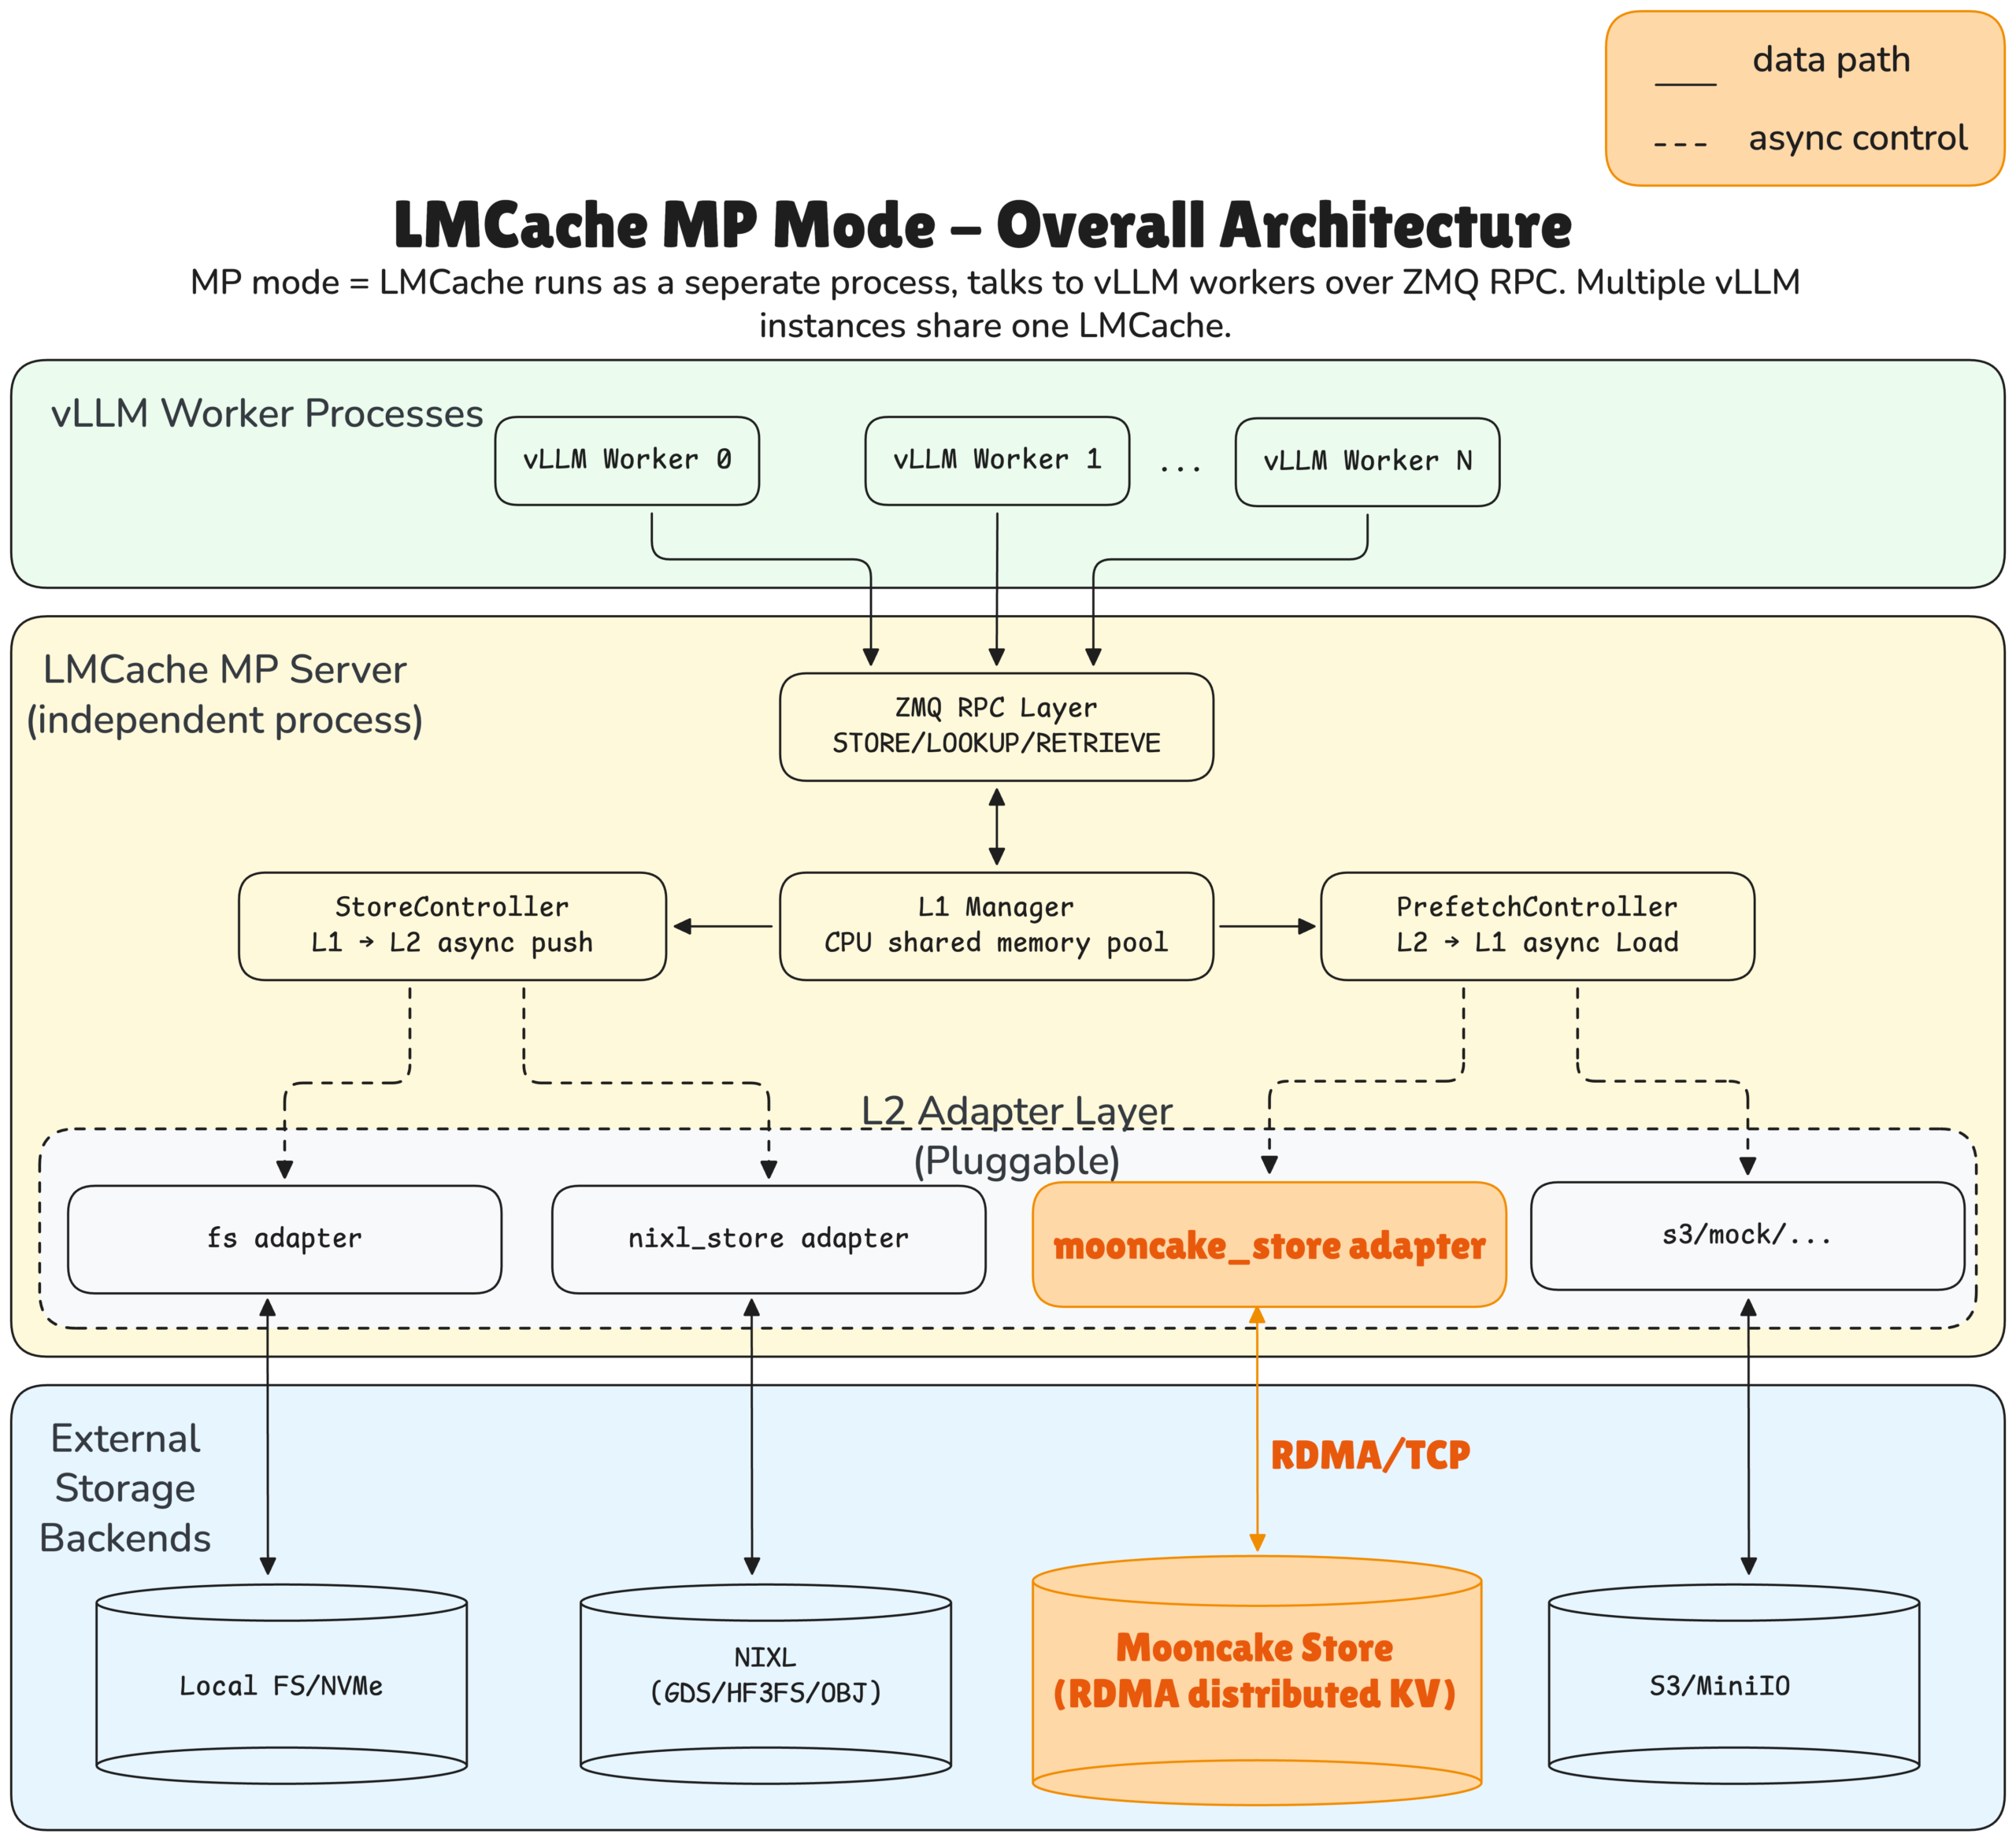 data path
async control
LMCache MP Mode – Overall Architecture
MP mode = LMCache runs as a seperate process, talks to vLLM workers over ZMQ RPC. Multiple vLLM
instances share one LMCache.
vLLM Worker Processes
vLLM Worker 0
vLLM Worker 1
...
vLLM Worker N
LMCache MP Server
(independent process)
ZMQ RPC Layer
STORE/LOOKUP/RETRIEVE
StoreController
L1 → L2 async push
L1 Manager
CPU shared memory pool
PrefetchController
L2 → L1 async Load
L2 Adapter Layer
(Pluggable)
fs adapter
nixl_store adapter
mooncake_store adapter
s3/mock/...
External
Storage
Backends
RDMA/TCP
Local FS/NVMe
NIXL
(GDS/HF3FS/OBJ)
Mooncake Store
(RDMA distributed KV)
S3/MiniIO